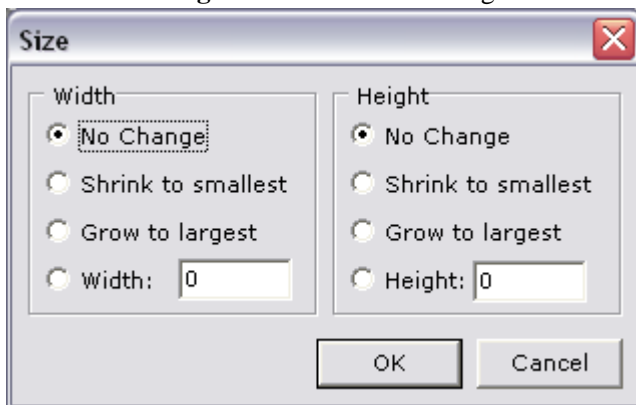 Size
Width
No Change
Shrink to smallest
Grow to largest
Width: 0
Height
No Change
Shrink to smallest
Grow to largest
Height: 0
OK Cancel